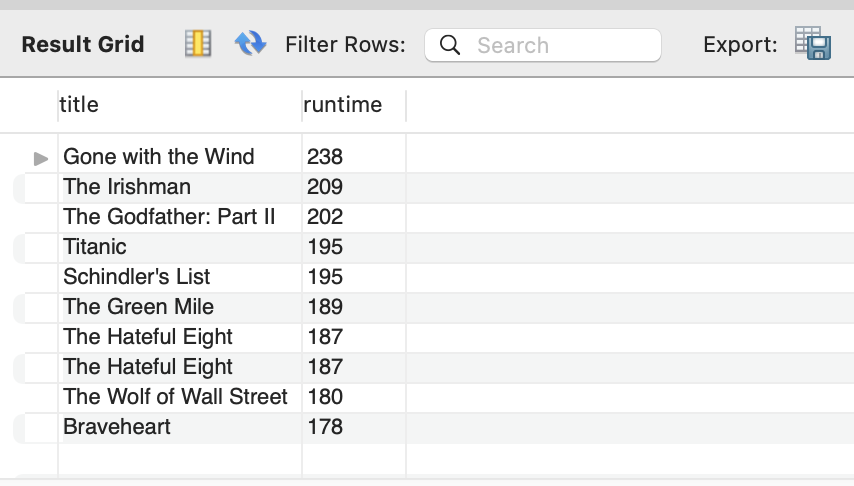 Result Grid Filter Rows: Search Export:
title runtime
Gone with the Wind 238
The Irishman 209
The Godfather: Part II 202
Titanic 195
Schindler's List 195
The Green Mile 189
The Hateful Eight 187
The Hateful Eight 187
The Wolf of Wall Street 180
Braveheart 178